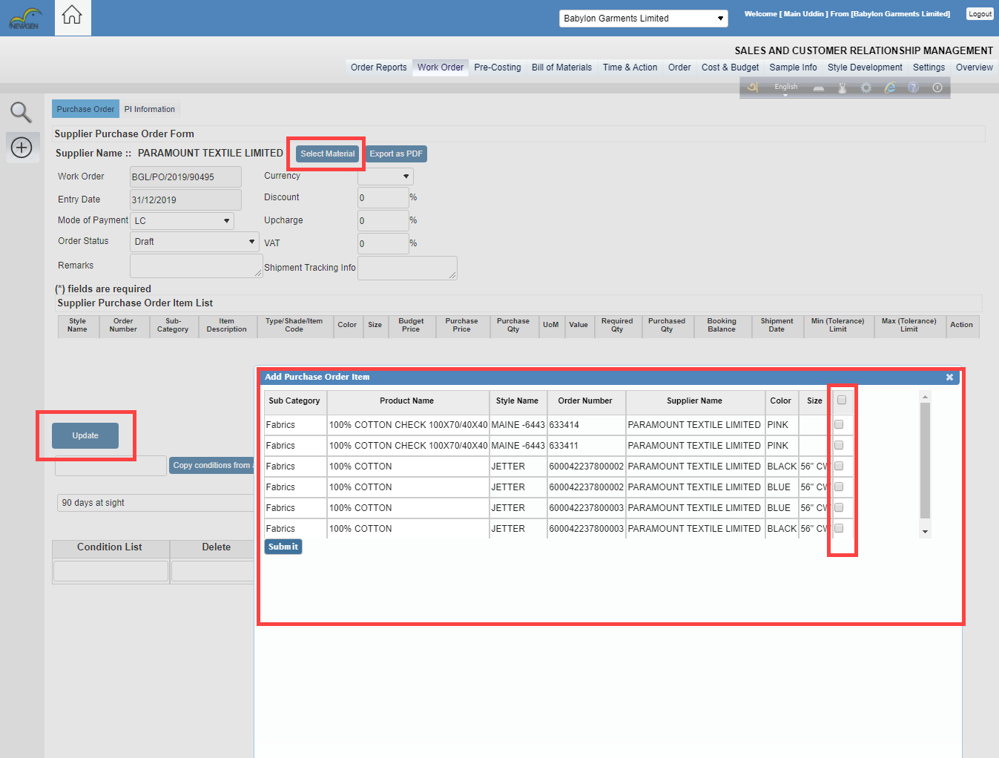 NEWGEN
Babylon Garments Limited
Welcome [ Main Uddin ] From [Babylon Garments Limited]
Logout
SALES AND CUSTOMER RELATIONSHIP MANAGEMENT
Order Reports Work Order Pre-Costing Bill of Materials Time & Action Order Cost & Budget Sample Info Style Development Settings Overview
অ English
Purchase Order PI Information
Supplier Purchase Order Form
Supplier Name :: PARAMOUNT TEXTILE LIMITED Select Material Export as PDF
Work Order BGL/PO/2019/90495 Currency
Entry Date 31/12/2019 Discount 0 %
Mode of Payment LC Upcharge 0 %
Order Status Draft VAT 0 %
Remarks Shipment Tracking Info
(*) fields are required
Supplier Purchase Order Item List
Style Name Order Number Sub-Category Item Description Type/Shade/Item Code Color Size Budget Price Purchase Price Purchase Qty UoM Value Required Qty Purchased Qty Booking Balance Shipment Date Min (Tolerance) Limit Max (Tolerance) Limit Action
Add Purchase Order Item
Sub Category Product Name Style Name Order Number Supplier Name Color Size
Fabrics 100% COTTON CHECK 100X70/40X40 MAINE -6443 633414 PARAMOUNT TEXTILE LIMITED PINK
Fabrics 100% COTTON CHECK 100X70/40X40 MAINE -6443 633411 PARAMOUNT TEXTILE LIMITED PINK
Fabrics 100% COTTON JETTER 600042237800002 PARAMOUNT TEXTILE LIMITED BLACK 56" CW
Fabrics 100% COTTON JETTER 600042237800002 PARAMOUNT TEXTILE LIMITED BLUE 56" CW
Fabrics 100% COTTON JETTER 600042237800003 PARAMOUNT TEXTILE LIMITED BLUE 56" CW
Fabrics 100% COTTON JETTER 600042237800003 PARAMOUNT TEXTILE LIMITED BLACK 56" CW
Submit
Update
Copy conditions from
90 days at sight
Condition List Delete